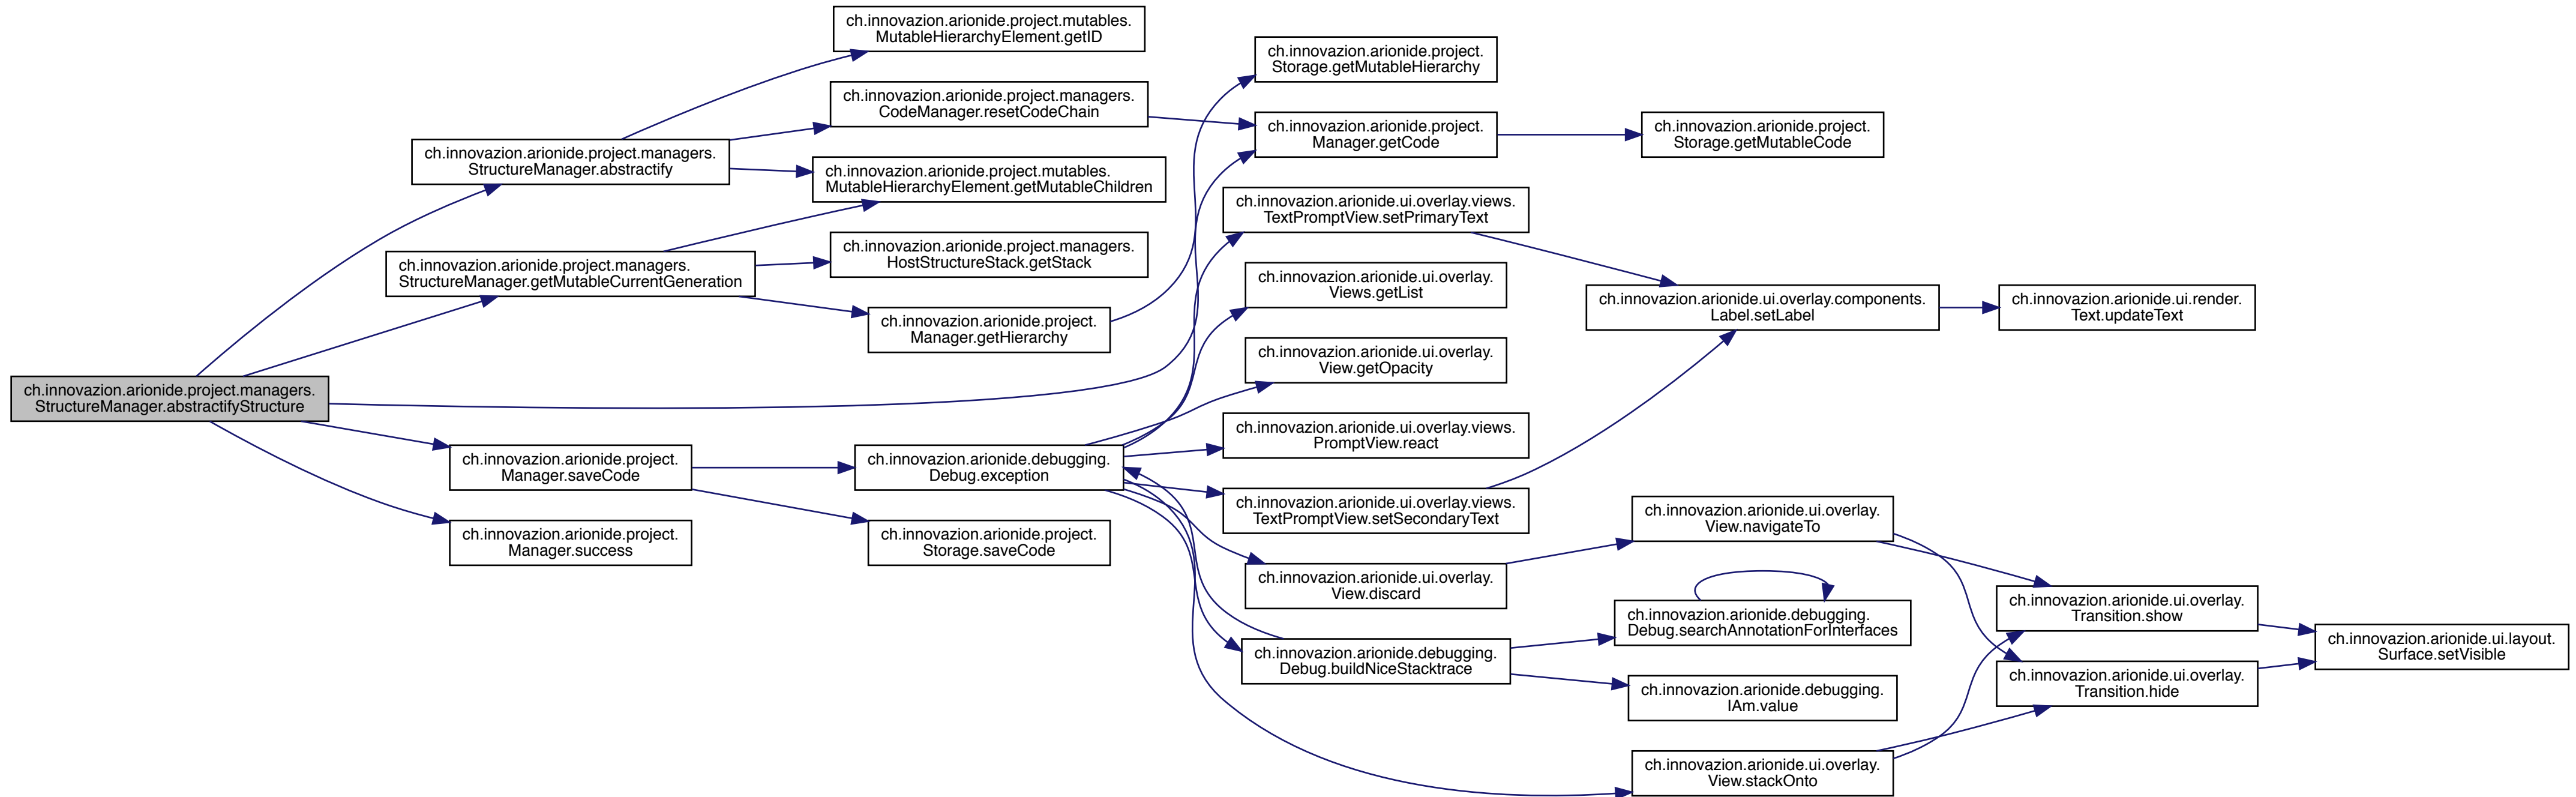 ch.innovazion.arionide.project.managers.
StructureManager.abstractifyStructure
ch.innovazion.arionide.project.managers.
StructureManager.abstractify
ch.innovazion.arionide.project.managers.
StructureManager.getMutableCurrentGeneration
ch.innovazion.arionide.project.
Manager.saveCode
ch.innovazion.arionide.project.
Manager.success
ch.innovazion.arionide.project.mutables.
MutableHierarchyElement.getID
ch.innovazion.arionide.project.managers.
CodeManager.resetCodeChain
ch.innovazion.arionide.project.mutables.
MutableHierarchyElement.getMutableChildren
ch.innovazion.arionide.project.managers.
HostStructureStack.getStack
ch.innovazion.arionide.project.
Manager.getHierarchy
ch.innovazion.arionide.debugging.
Debug.exception
ch.innovazion.arionide.project.
Storage.saveCode
ch.innovazion.arionide.project.
Storage.getMutableHierarchy
ch.innovazion.arionide.project.
Manager.getCode
ch.innovazion.arionide.ui.overlay.views.
TextPromptView.setPrimaryText
ch.innovazion.arionide.ui.overlay.
Views.getList
ch.innovazion.arionide.ui.overlay.
View.getOpacity
ch.innovazion.arionide.ui.overlay.views.
PromptView.react
ch.innovazion.arionide.ui.overlay.views.
TextPromptView.setSecondaryText
ch.innovazion.arionide.ui.overlay.
View.discard
ch.innovazion.arionide.debugging.
Debug.buildNiceStacktrace
ch.innovazion.arionide.project.
Storage.getMutableCode
ch.innovazion.arionide.ui.overlay.components.
Label.setLabel
ch.innovazion.arionide.ui.overlay.
View.navigateTo
ch.innovazion.arionide.debugging.
Debug.searchAnnotationForInterfaces
ch.innovazion.arionide.debugging.
IAm.value
ch.innovazion.arionide.ui.overlay.
View.stackOnto
ch.innovazion.arionide.ui.render.
Text.updateText
ch.innovazion.arionide.ui.overlay.
Transition.show
ch.innovazion.arionide.ui.overlay.
Transition.hide
ch.innovazion.arionide.ui.layout.
Surface.setVisible